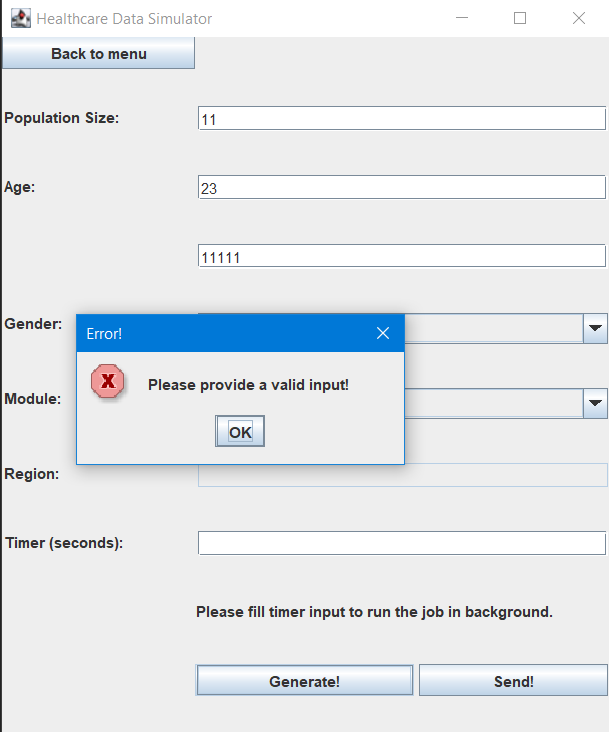 Healthcare Data Simulator
Back to menu
Population Size:
11
Age:
23
11111
Gender:
Error!
Please provide a valid input!
OK
Module:
Region:
Timer (seconds):
Please fill timer input to run the job in background.
Generate!
Send!